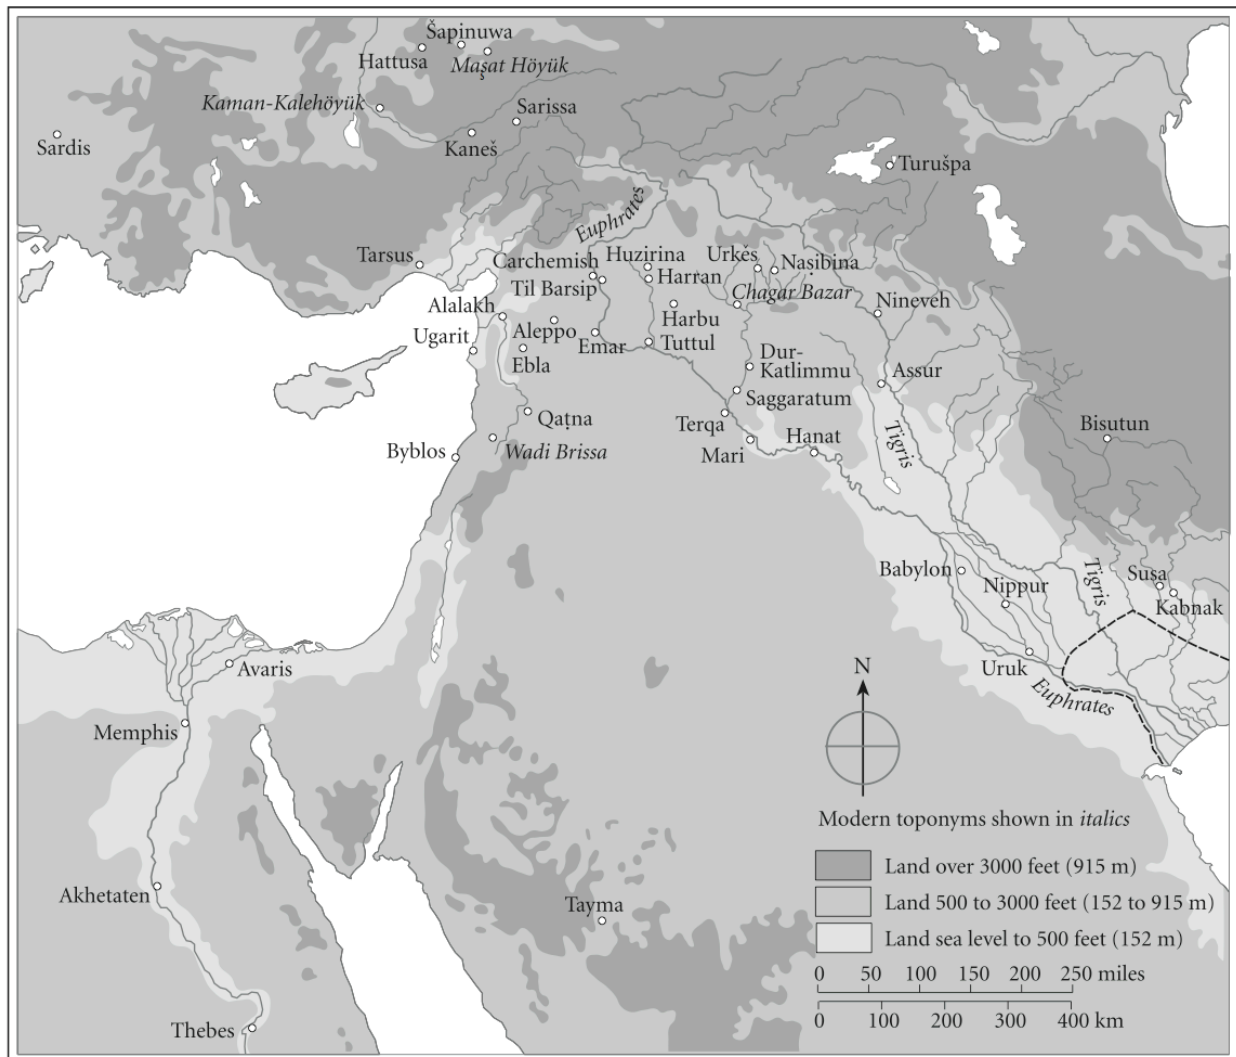 Šapinuwa
Hattusa
Maşat Höyük
Kaman-Kalehöyük
Sarissa
Sardis
Kaneš
Turušpa
Euphrates
Tarsus
Carchemish
Huzirina
Urkěs
Nasibina
Til Barsip
Harran
Chagar Bazar
Alalakh
Nineveh
Harbu
Aleppo
Ugarit
Emar
Tuttul
Ebla
Dur-
Katlimmu
Assur
Saggaratum
Qaṭna
Terqa
Tigris
Bisutun
Hanat
Byblos
Wadi Brissa
Mari
Babylon
Tigris
Susa
Nippur
Kabnak
Avaris
N
Uruk
Euphrates
Memphis
Modern toponyms shown in italics
Land over 3000 feet (915 m)
Akhetaten
Tayma
Land 500 to 3000 feet (152 to 915 m)
Land sea level to 500 feet (152 m)
0 50 100 150 200 250 miles
Thebes
0 100 200 300 400 km